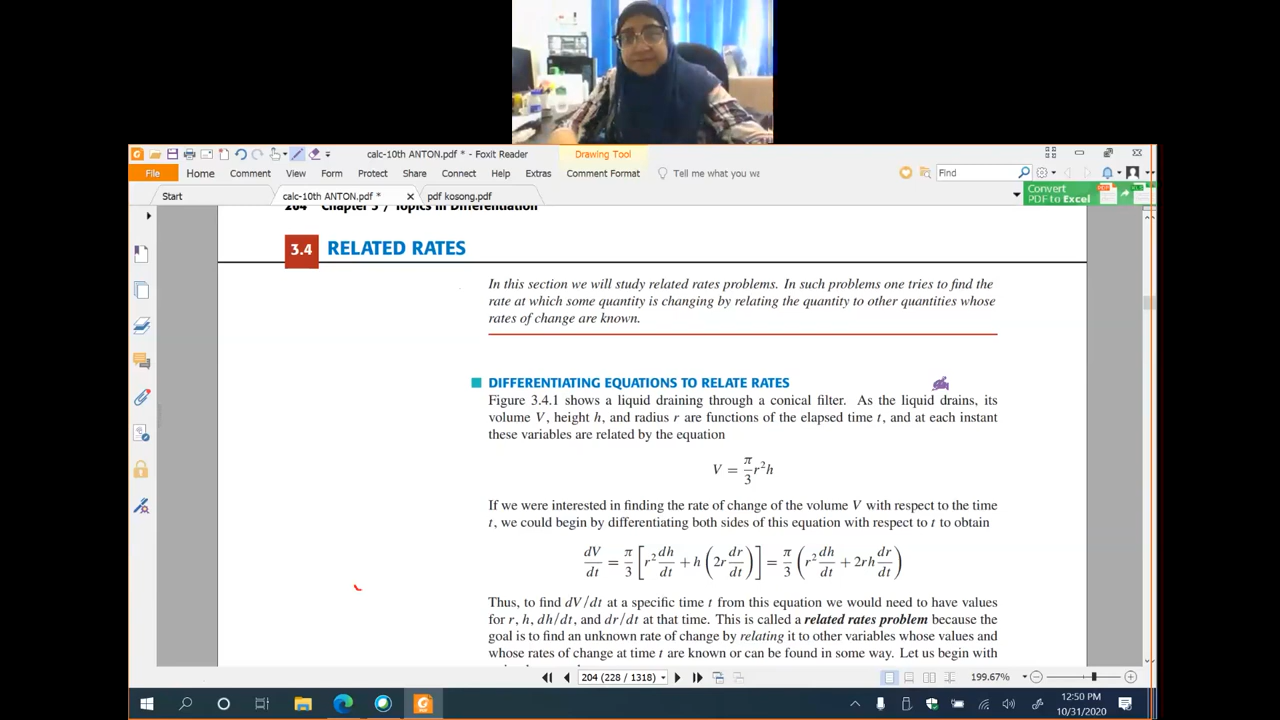 calc-10th ANTON.pdf * - Foxit Reader
Drawing Tool
File Home Comment View Form Protect Share Connect Help Extras Comment Format Tell me what you wa Find
Start calc-10th ANTON.pdf * pdf kosong.pdf
Convert
PDF to Excel
204 Chapter 3 / Topics in Differentiation
3.4 RELATED RATES
In this section we will study related rates problems. In such problems one tries to find the
rate at which some quantity is changing by relating the quantity to other quantities whose
rates of change are known.
DIFFERENTIATING EQUATIONS TO RELATE RATES
Figure 3.4.1 shows a liquid draining through a conical filter. As the liquid drains, its
volume V, height h, and radius r are functions of the elapsed time t, and at each instant
these variables are related by the equation
V = π/3 r²h
If we were interested in finding the rate of change of the volume V with respect to the time
t, we could begin by differentiating both sides of this equation with respect to t to obtain
dV/dt = π/3 [r² dh/dt + h (2r dr/dt)] = π/3 (r² dh/dt + 2rh dr/dt)
Thus, to find dV/dt at a specific time t from this equation we would need to have values
for r, h, dh/dt, and dr/dt at that time. This is called a related rates problem because the
goal is to find an unknown rate of change by relating it to other variables whose values and
whose rates of change at time t are known or can be found in some way. Let us begin with
204 (228 / 1318) 199.67%
12:50 PM
10/31/2020